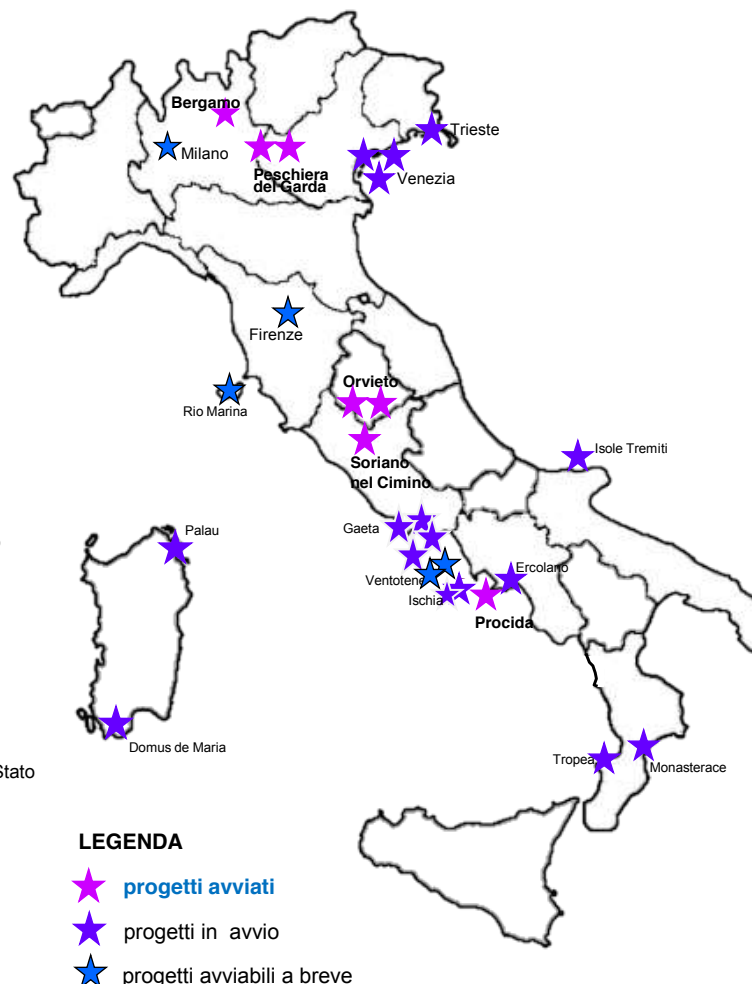 Bergamo
Trieste
Milano
Peschiera
del Garda
Venezia
Firenze
Orvieto
Rio Marina
Soriano
nel Cimino
Isole Tremiti
Gaeta
Palau
Ventotene
Ercolano
Ischia
Procida
Domus de Maria
Tropea
Monasterace
Stato
LEGENDA
progetti avviati
progetti in avvio
progetti avviabili a breve